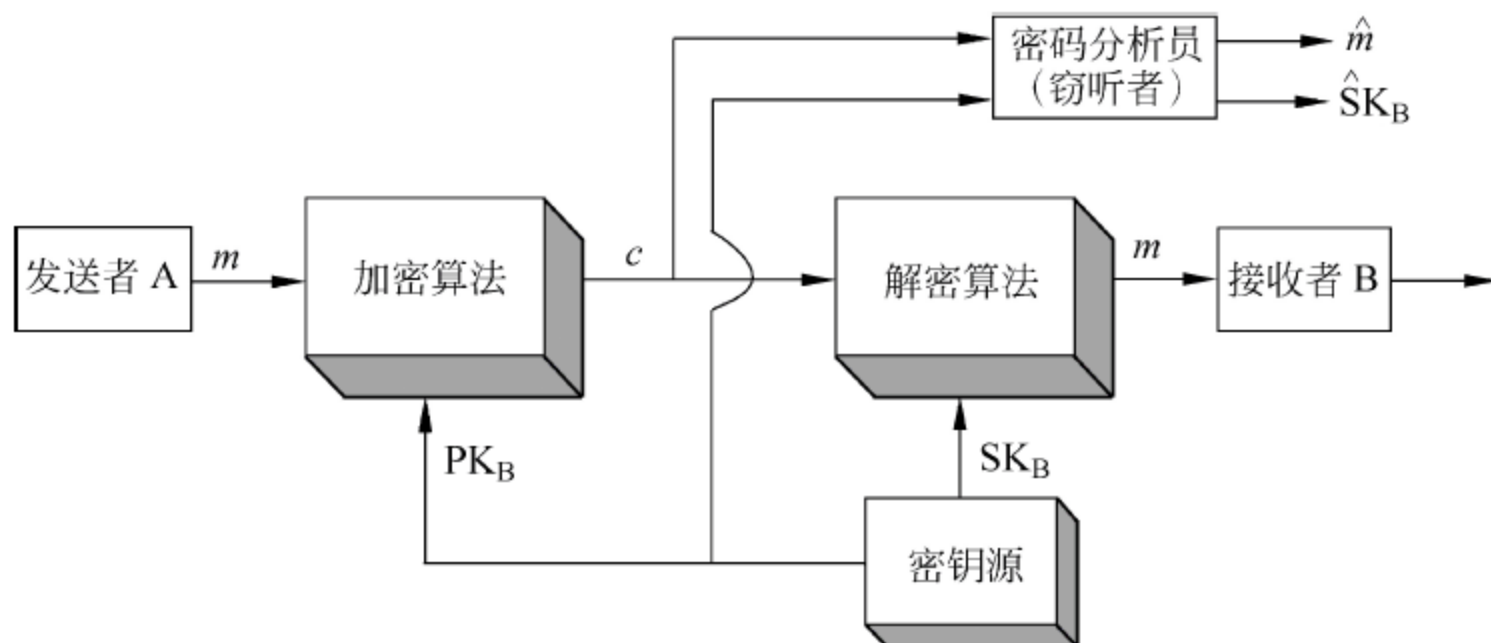 密码分析员
（窃听者）
m̂
ŜK_B
发送者 A
m
加密算法
c
解密算法
m
接收者 B
PK_B
SK_B
密钥源